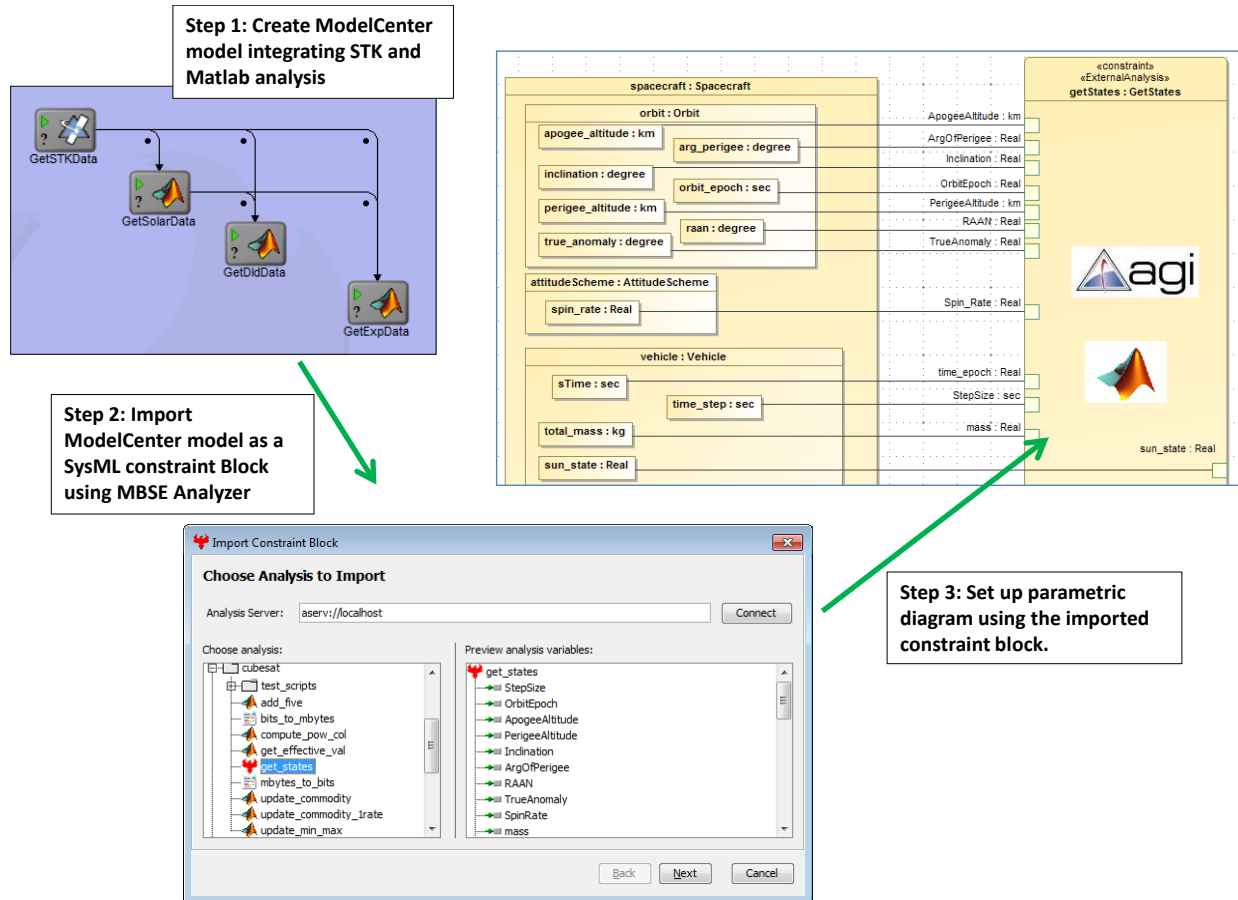 Step 1: Create ModelCenter
model integrating STK and
Matlab analysis
?
GetSTKData
?
GetSolarData
?
GetDldData
?
GetExpData
«constraint»
«ExternalAnalysis»
getStates : GetStates
spacecraft : Spacecraft
orbit : Orbit
apogee_altitude : km
arg_perigee : degree
inclination : degree
orbit_epoch : sec
perigee_altitude : km
raan : degree
true_anomaly : degree
ApogeeAltitude : km
ArgOfPerigee : Real
Inclination : Real
OrbitEpoch : Real
PerigeeAltitude : km
RAAN : Real
TrueAnomaly : Real
agi
attitudeScheme : AttitudeScheme
spin_rate : Real
Spin_Rate : Real
vehicle : Vehicle
sTime : sec
time_step : sec
total_mass : kg
sun_state : Real
time_epoch : Real
StepSize : sec
mass : Real
sun_state : Real
Step 2: Import
ModelCenter model as a
SysML constraint Block
using MBSE Analyzer
Import Constraint Block
Choose Analysis to Import
Analysis Server:
aserv://localhost
Connect
Choose analysis:
cubesat
test_scripts
add_five
bits_to_mbytes
compute_pow_col
get_effective_val
get_states
mbytes_to_bits
update_commodity
update_commodity_1rate
update_min_max
Preview analysis variables:
get_states
StepSize
OrbitEpoch
ApogeeAltitude
PerigeeAltitude
Inclination
ArgOfPerigee
RAAN
TrueAnomaly
SpinRate
mass
Back
Next
Cancel
Step 3: Set up parametric
diagram using the imported
constraint block.